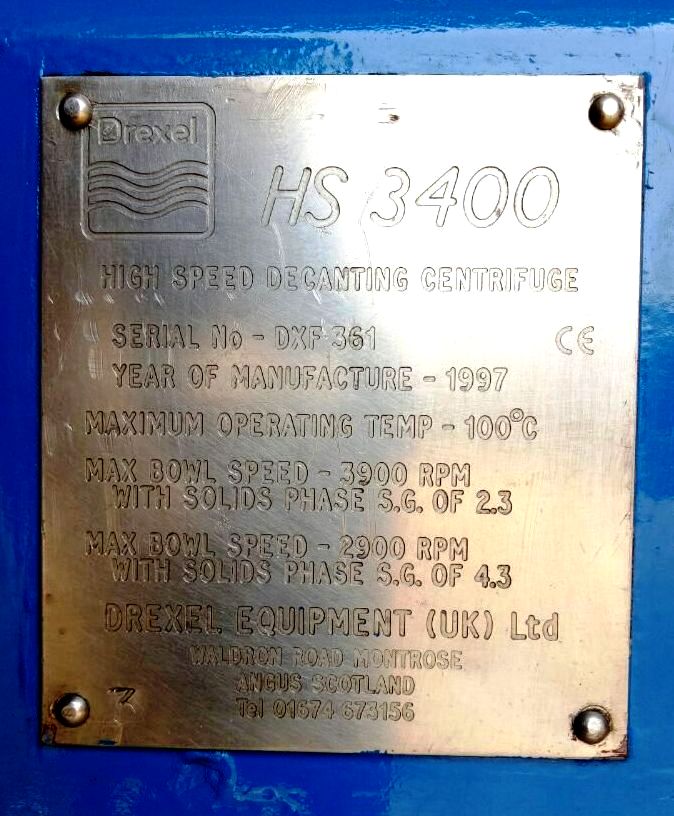 Drexel
HS 3400
HIGH SPEED DECANTING CENTRIFUGE
SERIAL No - DXF 361 CE
YEAR OF MANUFACTURE - 1997
MAXIMUM OPERATING TEMP - 100°C
MAX BOWL SPEED - 3900 RPM
WITH SOLIDS PHASE S.G. OF 2.3
MAX BOWL SPEED - 2900 RPM
WITH SOLIDS PHASE S.G. OF 4.3
DREXEL EQUIPMENT (UK) Ltd
WALDRON ROAD MONTROSE
ANGUS SCOTLAND
Tel 01674 673156